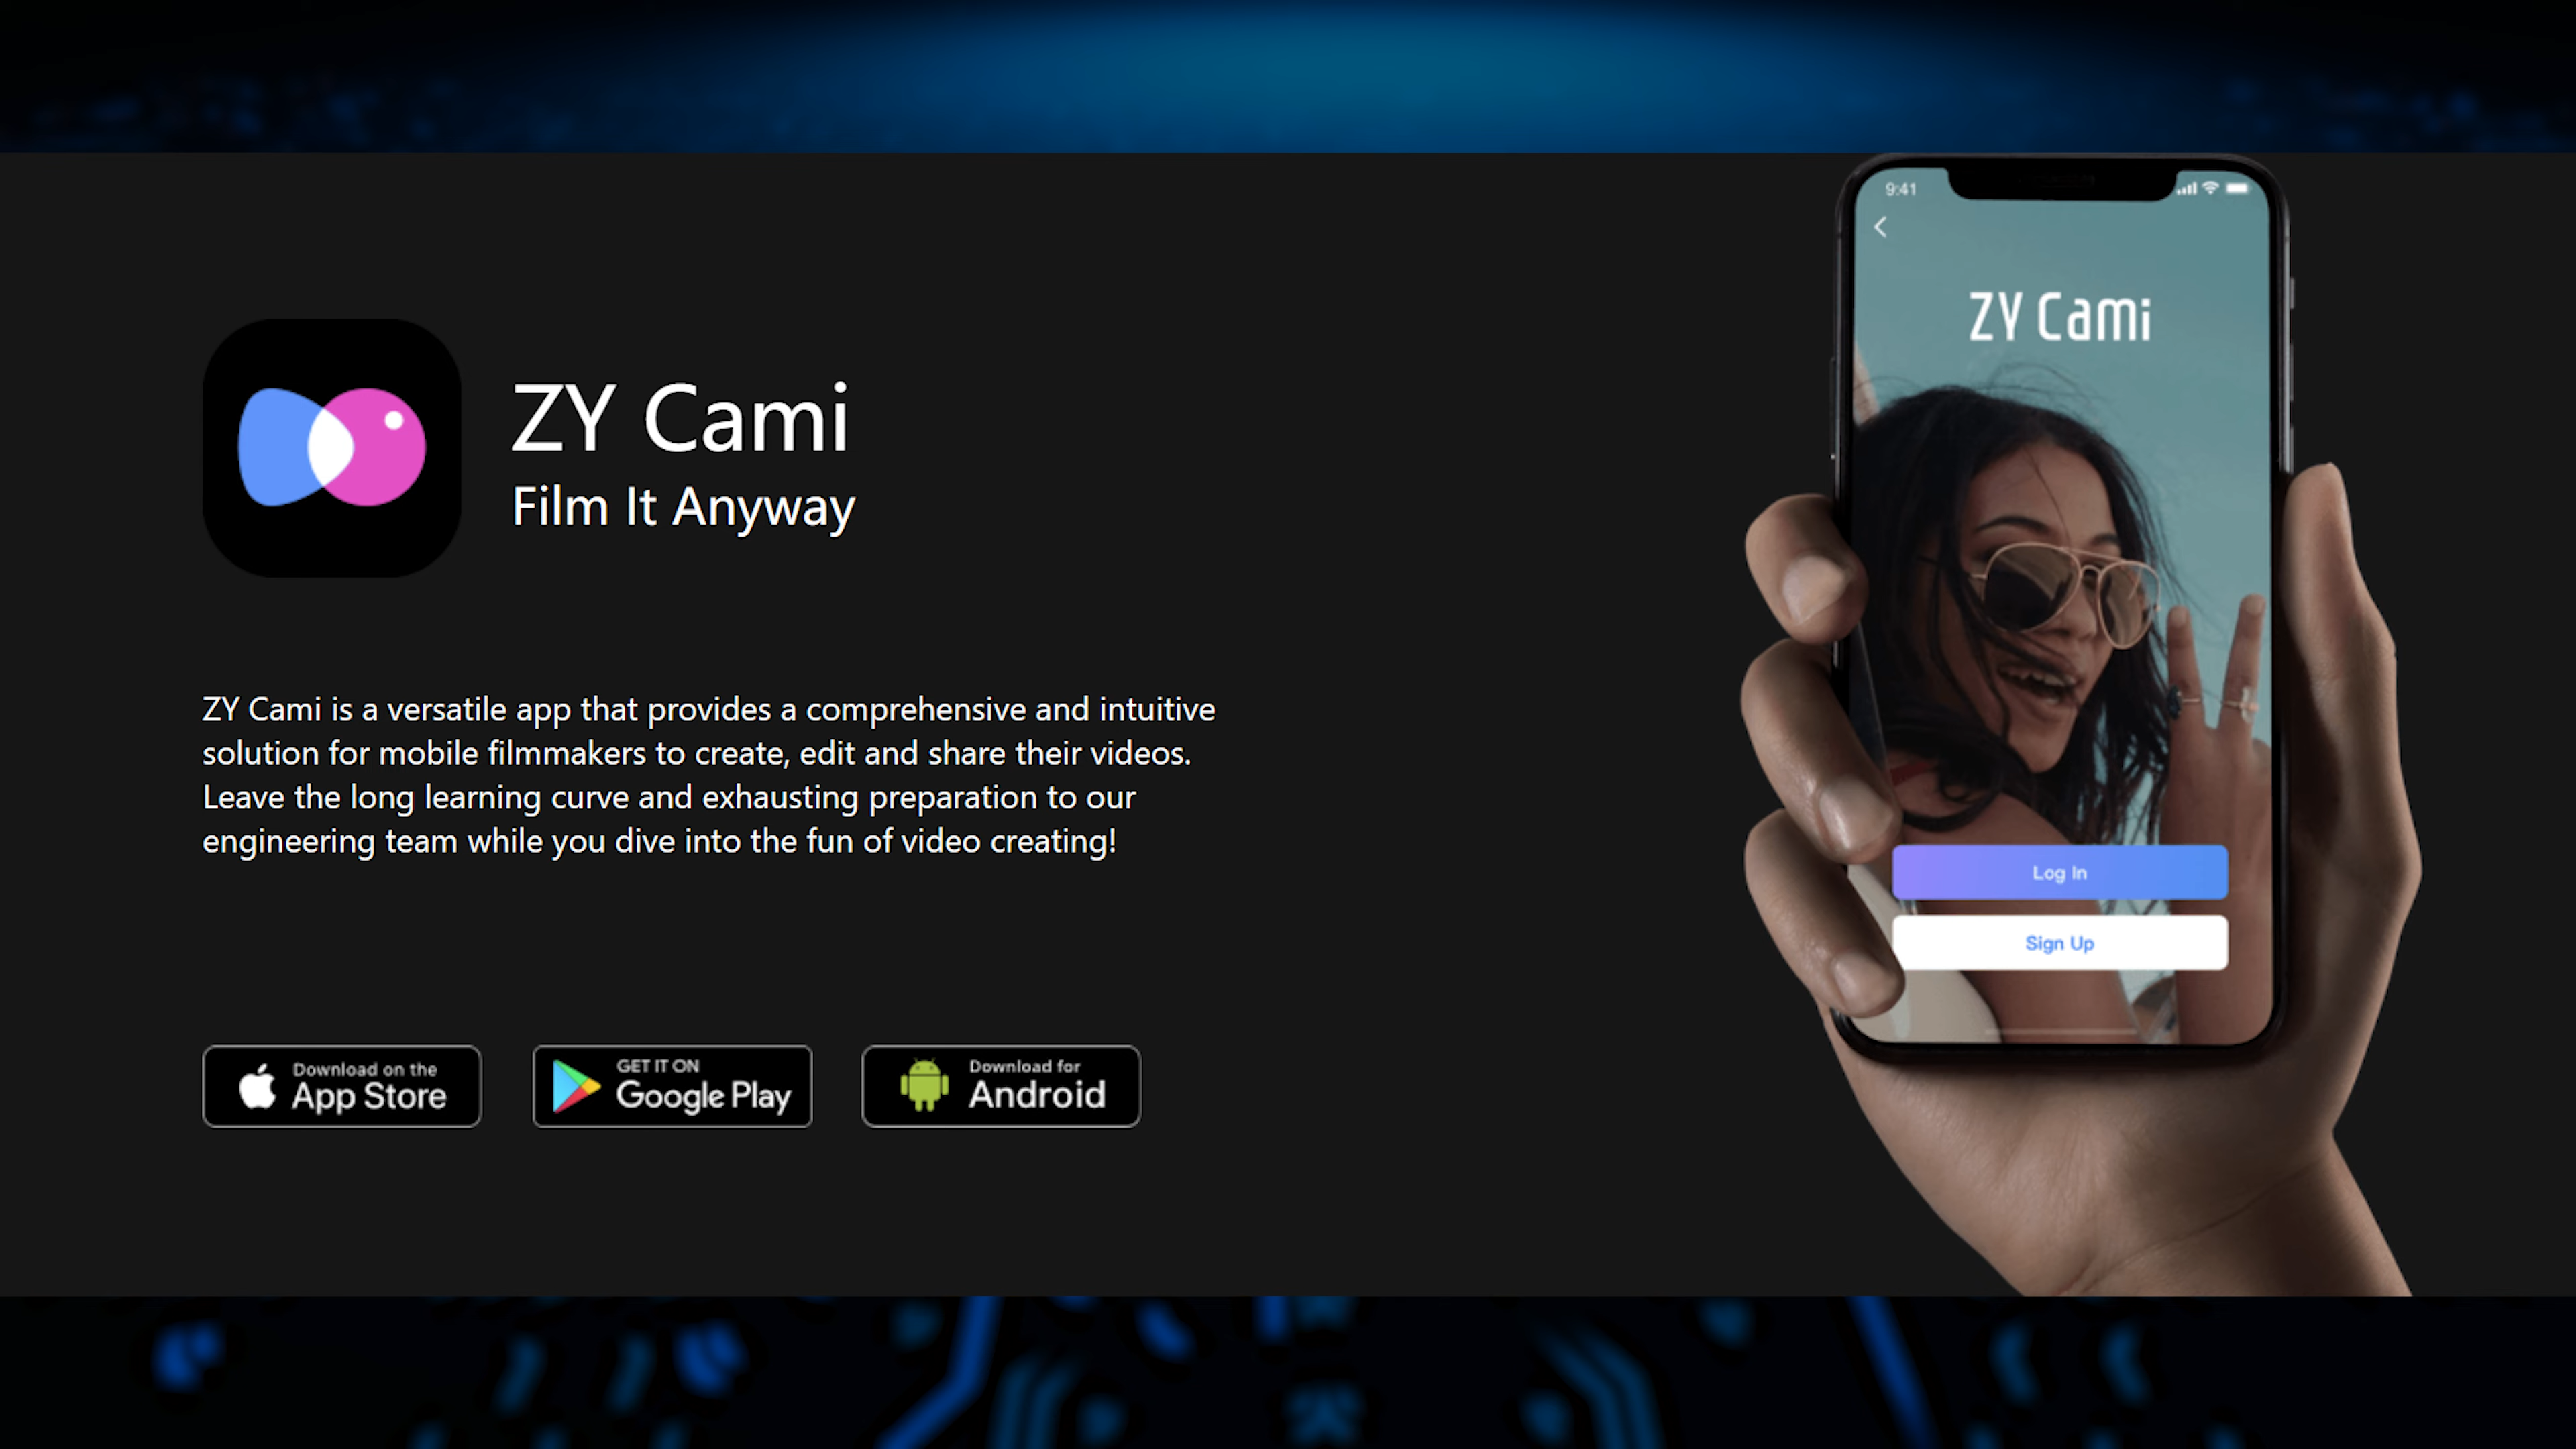 ZY Cami
Film It Anyway
ZY Cami is a versatile app that provides a comprehensive and intuitive
solution for mobile filmmakers to create, edit and share their videos.
Leave the long learning curve and exhausting preparation to our
engineering team while you dive into the fun of video creating!
Download on the
App Store
GET IT ON
Google Play
Download for
Android
9:41
ZY Cami
Log In
Sign Up